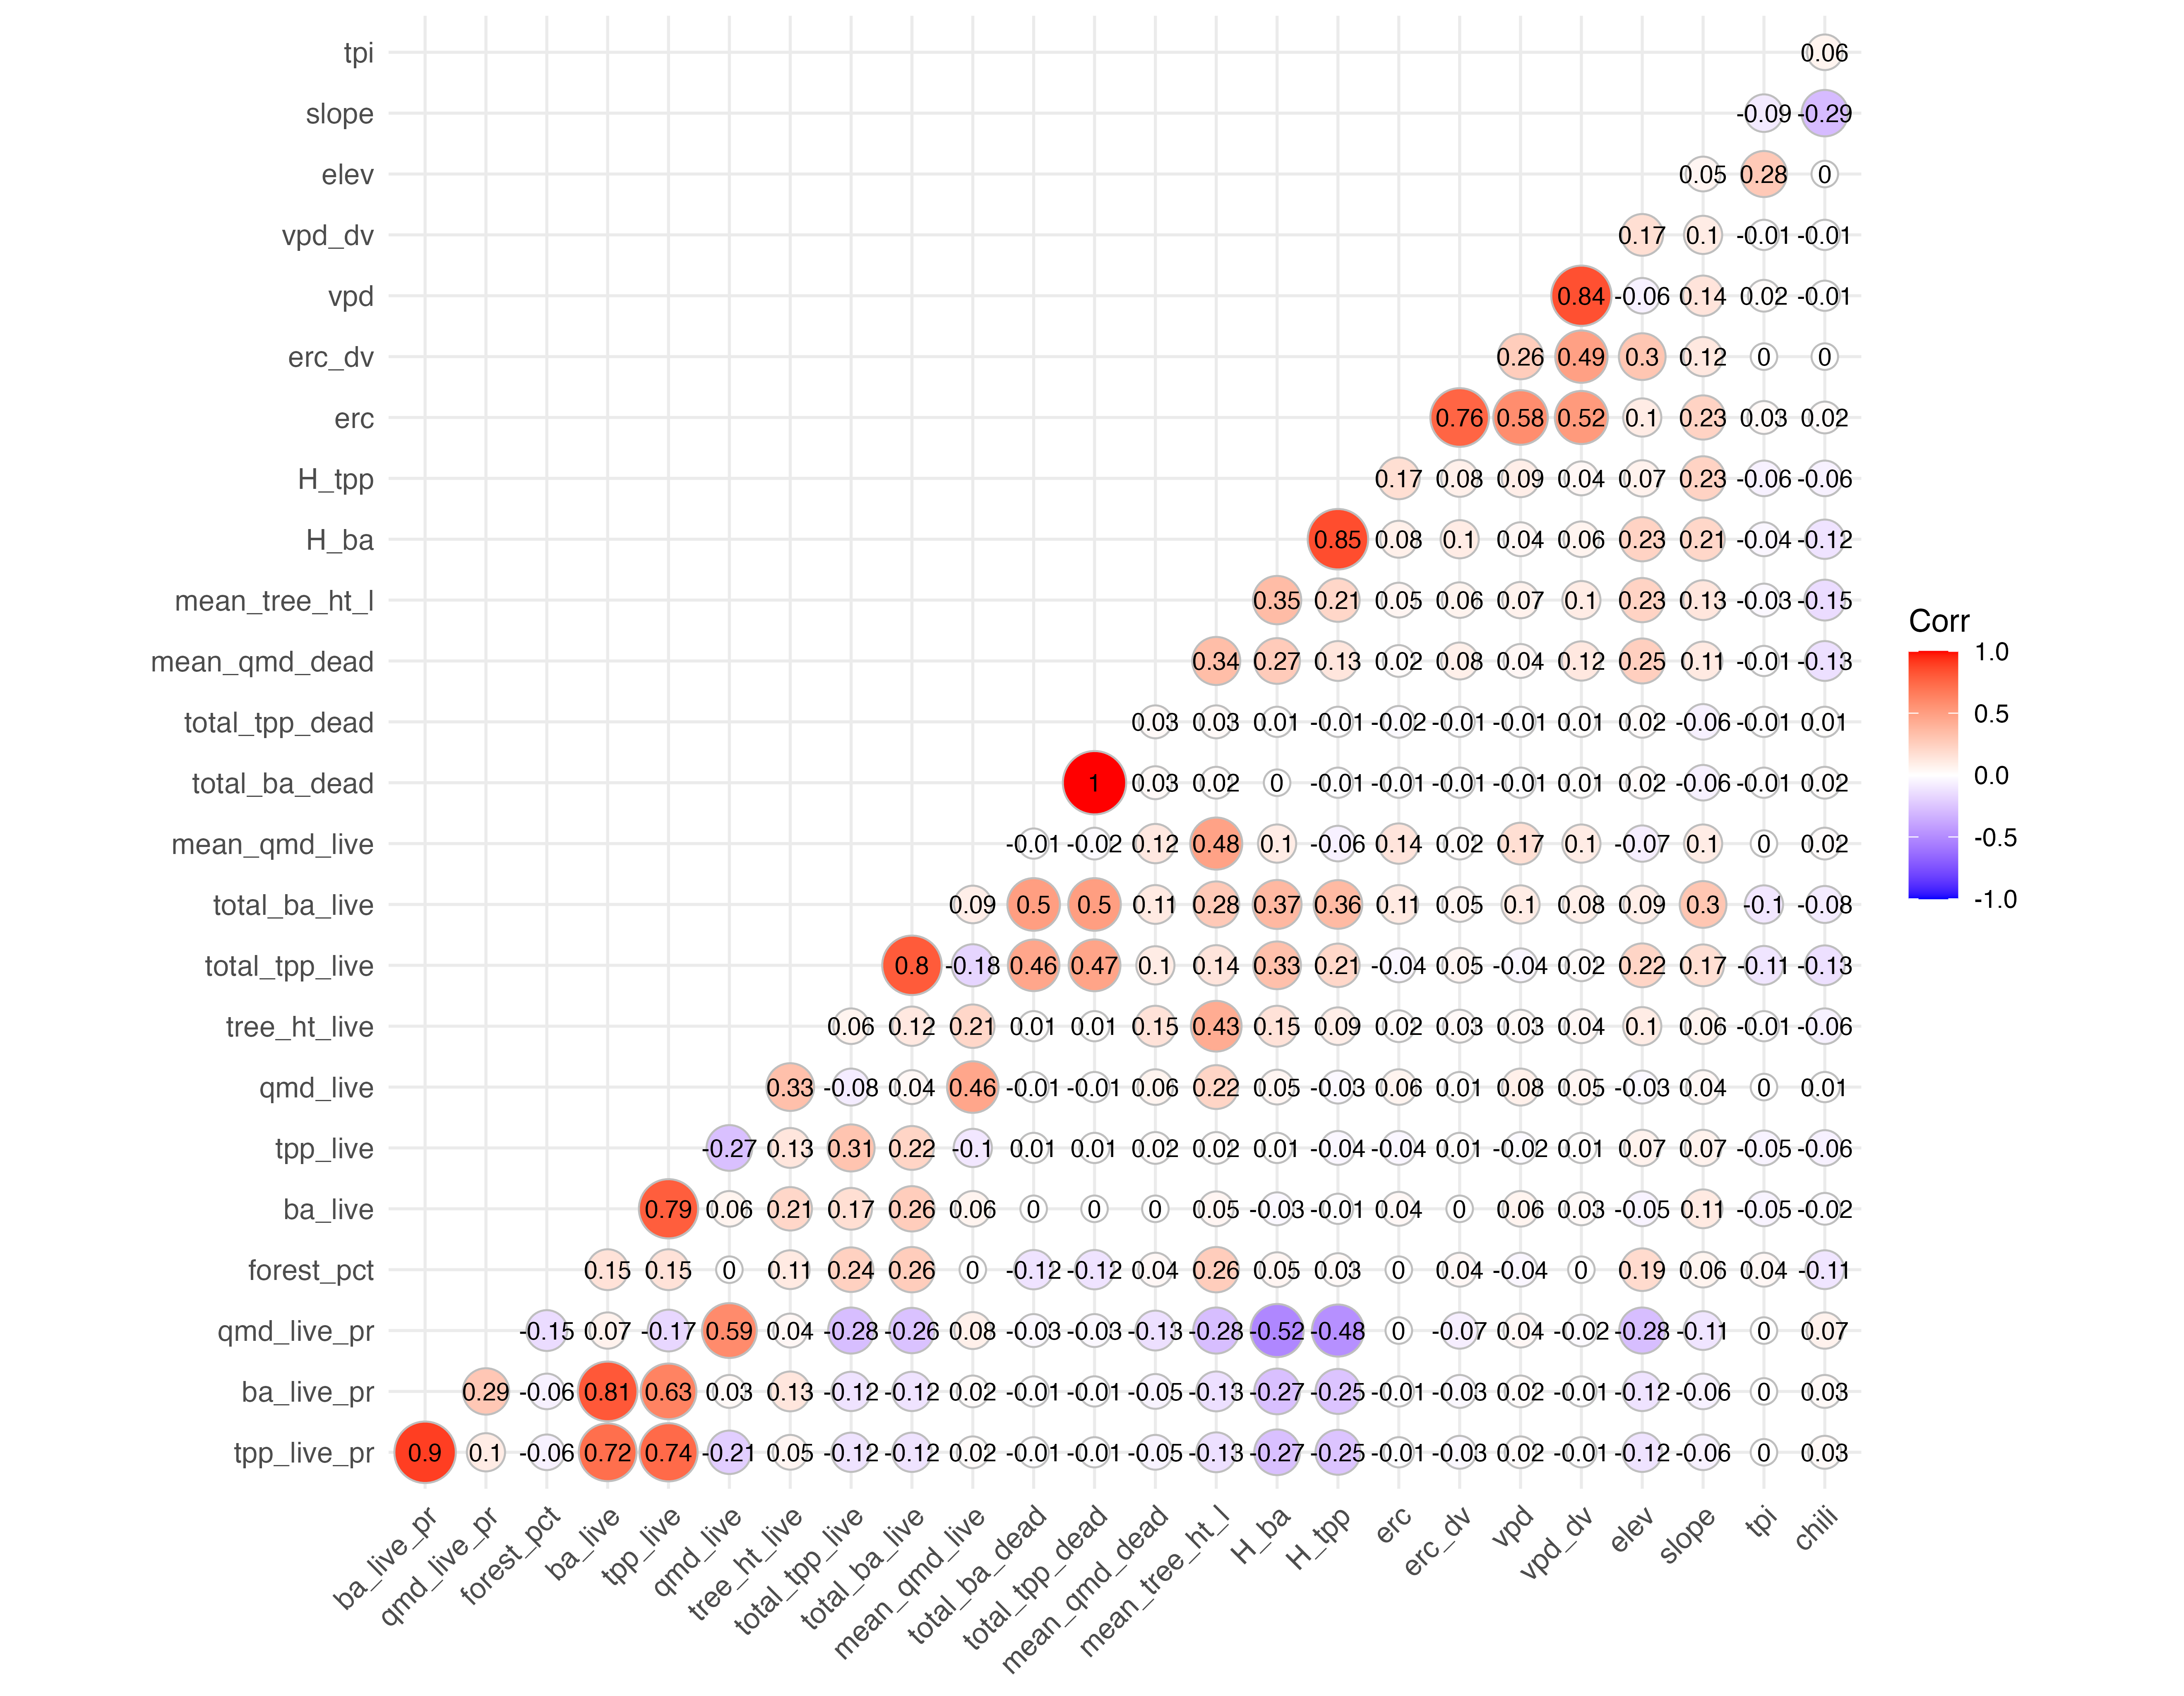 tpi 0.06
slope -0.09 -0.29
elev 0.05 0.28 0
vpd_dv 0.17 0.1 -0.01 -0.01
vpd 0.84 -0.06 0.14 0.02 -0.01
erc_dv 0.26 0.49 0.3 0.12 0 0
erc 0.76 0.58 0.52 0.1 0.23 0.03 0.02
H_tpp 0.17 0.08 0.09 0.04 0.07 0.23 -0.06 -0.06
H_ba 0.85 0.08 0.1 0.04 0.06 0.23 0.21 -0.04 -0.12
mean_tree_ht_l 0.35 0.21 0.05 0.06 0.07 0.1 0.23 0.13 -0.03 -0.15
mean_qmd_dead 0.34 0.27 0.13 0.02 0.08 0.04 0.12 0.25 0.11 -0.01 -0.13
total_tpp_dead 0.03 0.03 0.01 -0.01 -0.02 -0.01 -0.01 0.01 0.02 -0.06 -0.01 0.01
total_ba_dead 1 0.03 0.02 0 -0.01 -0.01 -0.01 -0.01 0.01 0.02 -0.06 -0.01 0.02
mean_qmd_live -0.01 -0.02 0.12 0.48 0.1 -0.06 0.14 0.02 0.17 0.1 -0.07 0.1 0 0.02
total_ba_live 0.09 0.5 0.5 0.11 0.28 0.37 0.36 0.11 0.05 0.1 0.08 0.09 0.3 -0.1 -0.08
total_tpp_live 0.8 -0.18 0.46 0.47 0.1 0.14 0.33 0.21 -0.04 0.05 -0.04 0.02 0.22 0.17 -0.11 -0.13
tree_ht_live 0.06 0.12 0.21 0.01 0.01 0.15 0.43 0.15 0.09 0.02 0.03 0.03 0.04 0.1 0.06 -0.01 -0.06
qmd_live 0.33 -0.08 0.04 0.46 -0.01 -0.01 0.06 0.22 0.05 -0.03 0.06 0.01 0.08 0.05 -0.03 0.04 0 0.01
tpp_live -0.27 0.13 0.31 0.22 -0.1 0.01 0.01 0.02 0.02 0.01 -0.04 -0.04 0.01 -0.02 0.01 0.07 0.07 -0.05 -0.06
ba_live 0.79 0.06 0.21 0.17 0.26 0.06 0 0 0 0.05 -0.03 -0.01 0.04 0 0.06 0.03 -0.05 0.11 -0.05 -0.02
forest_pct 0.15 0.15 0 0.11 0.24 0.26 0 -0.12 -0.12 0.04 0.26 0.05 0.03 0 0.04 -0.04 0 0.19 0.06 0.04 -0.11
qmd_live_pr -0.15 0.07 -0.17 0.59 0.04 -0.28 -0.26 0.08 -0.03 -0.03 -0.13 -0.28 -0.52 -0.48 0 -0.07 0.04 -0.02 -0.28 -0.11 0 0.07
ba_live_pr 0.29 -0.06 0.81 0.63 0.03 0.13 -0.12 -0.12 0.02 -0.01 -0.01 -0.05 -0.13 -0.27 -0.25 -0.01 -0.03 0.02 -0.01 -0.12 -0.06 0 0.03
tpp_live_pr 0.9 0.1 -0.06 0.72 0.74 -0.21 0.05 -0.12 -0.12 0.02 -0.01 -0.01 -0.05 -0.13 -0.27 -0.25 -0.01 -0.03 0.02 -0.01 -0.12 -0.06 0 0.03
ba_live_pr
qmd_live_pr
forest_pct
ba_live
tpp_live
qmd_live
tree_ht_live
total_tpp_live
total_ba_live
mean_qmd_live
total_ba_dead
total_tpp_dead
mean_qmd_dead
mean_tree_ht_l
H_ba
H_tpp
erc
erc_dv
vpd
vpd_dv
elev
slope
tpi
chili
Corr
1.0
0.5
0.0
-0.5
-1.0